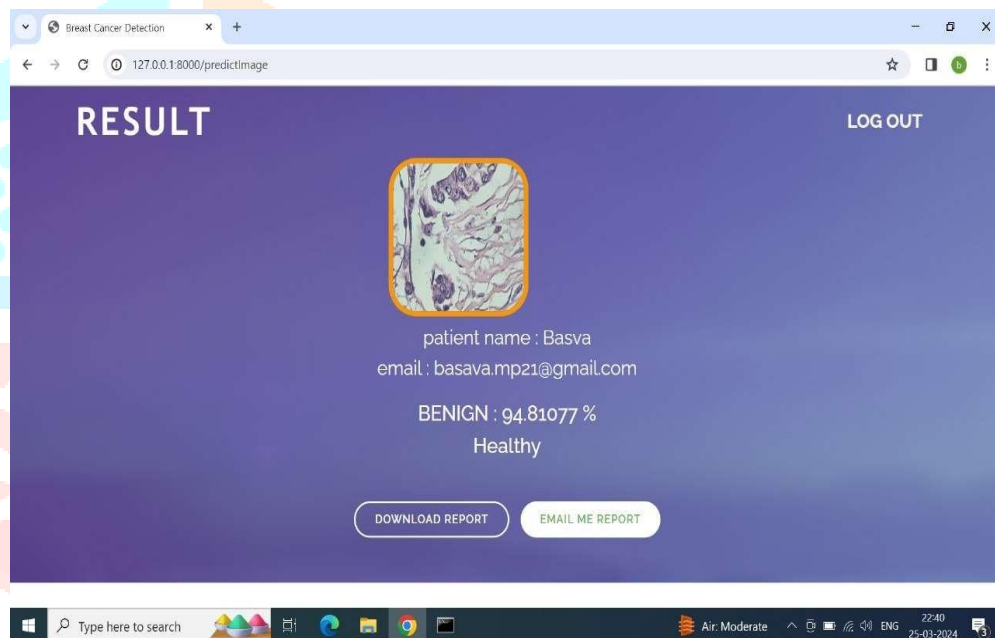 Breast Cancer Detection
127.0.0.1:8000/predictImage
b
RESULT
LOG OUT
patient name : Basva
email : basava.mp21@gmail.com
BENIGN : 94.81077 %
Healthy
DOWNLOAD REPORT
EMAIL ME REPORT
Type here to search
Air: Moderate
ENG
22:40
25-03-2024
3